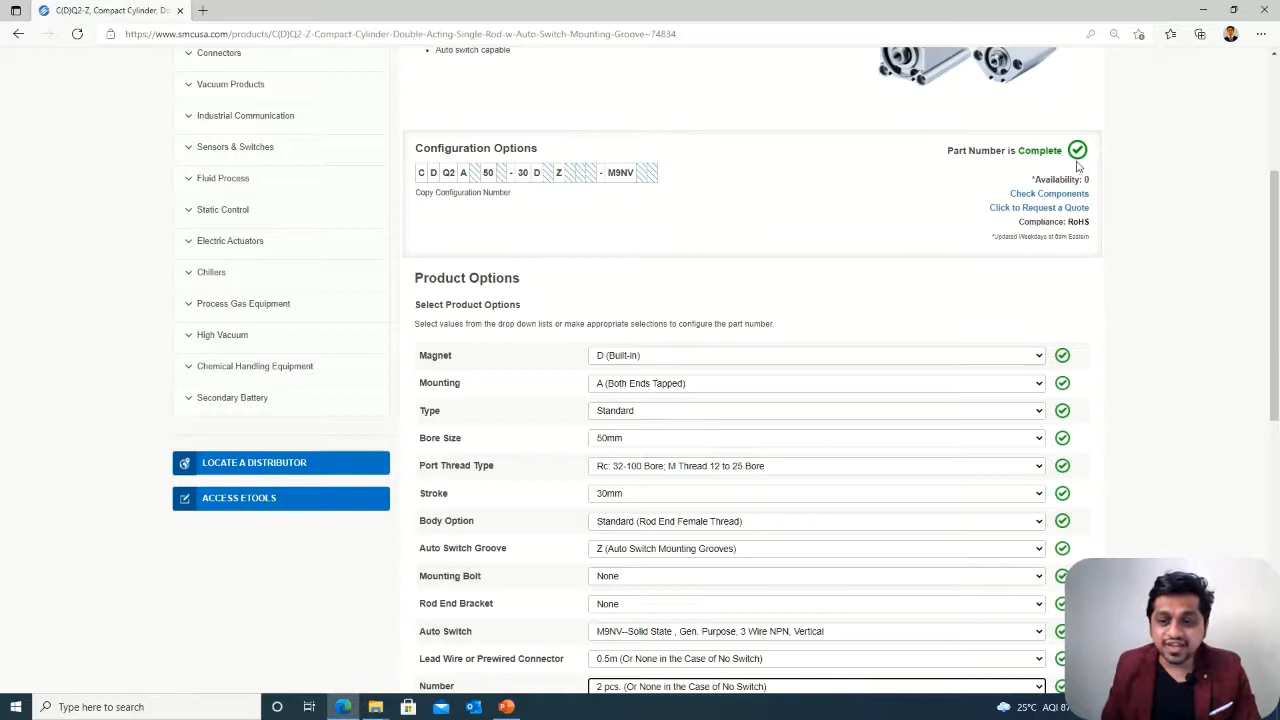 C(D)Q2-Z, Compact Cylinder, Do
https://www.smcusa.com/products/C(D)Q2-Z-Compact-Cylinder-Double-Acting-Single-Rod-w-Auto-Switch-Mounting-Groove~74834
Connectors
Vacuum Products
Industrial Communication
Sensors & Switches
Fluid Process
Static Control
Electric Actuators
Chillers
Process Gas Equipment
High Vacuum
Chemical Handling Equipment
Secondary Battery
LOCATE A DISTRIBUTOR
ACCESS ETOOLS
Auto switch capable
Configuration Options
C D Q2 A 50 - 30 D Z - M9NV
Copy Configuration Number
Part Number is Complete
*Availability: 0
Check Components
Click to Request a Quote
Compliance: RoHS
*Updated Weekdays at 6am Eastern
Product Options
Select Product Options
Select values from the drop down lists or make appropriate selections to configure the part number.
Magnet D (Built-in)
Mounting A (Both Ends Tapped)
Type Standard
Bore Size 50mm
Port Thread Type Rc: 32-100 Bore; M Thread 12 to 25 Bore
Stroke 30mm
Body Option Standard (Rod End Female Thread)
Auto Switch Groove Z (Auto Switch Mounting Grooves)
Mounting Bolt None
Rod End Bracket None
Auto Switch M9NV--Solid State , Gen. Purpose, 3 Wire NPN, Vertical
Lead Wire or Prewired Connector 0.5m (Or None in the Case of No Switch)
Number 2 pcs. (Or None in the Case of No Switch)
Type here to search
25°C AQI 87